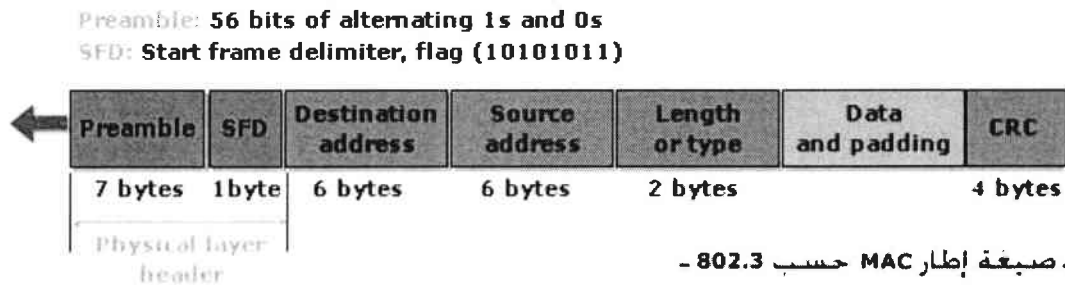 Preamble: 56 bits of alternating 1s and 0s
SFD: Start frame delimiter, flag (10101011)
Preamble SFD Destination address Source address Length or type Data and padding CRC
7 bytes 1byte 6 bytes 6 bytes 2 bytes 4 bytes
Physical layer header
- صيغة إطار MAC حسب 802.3 -